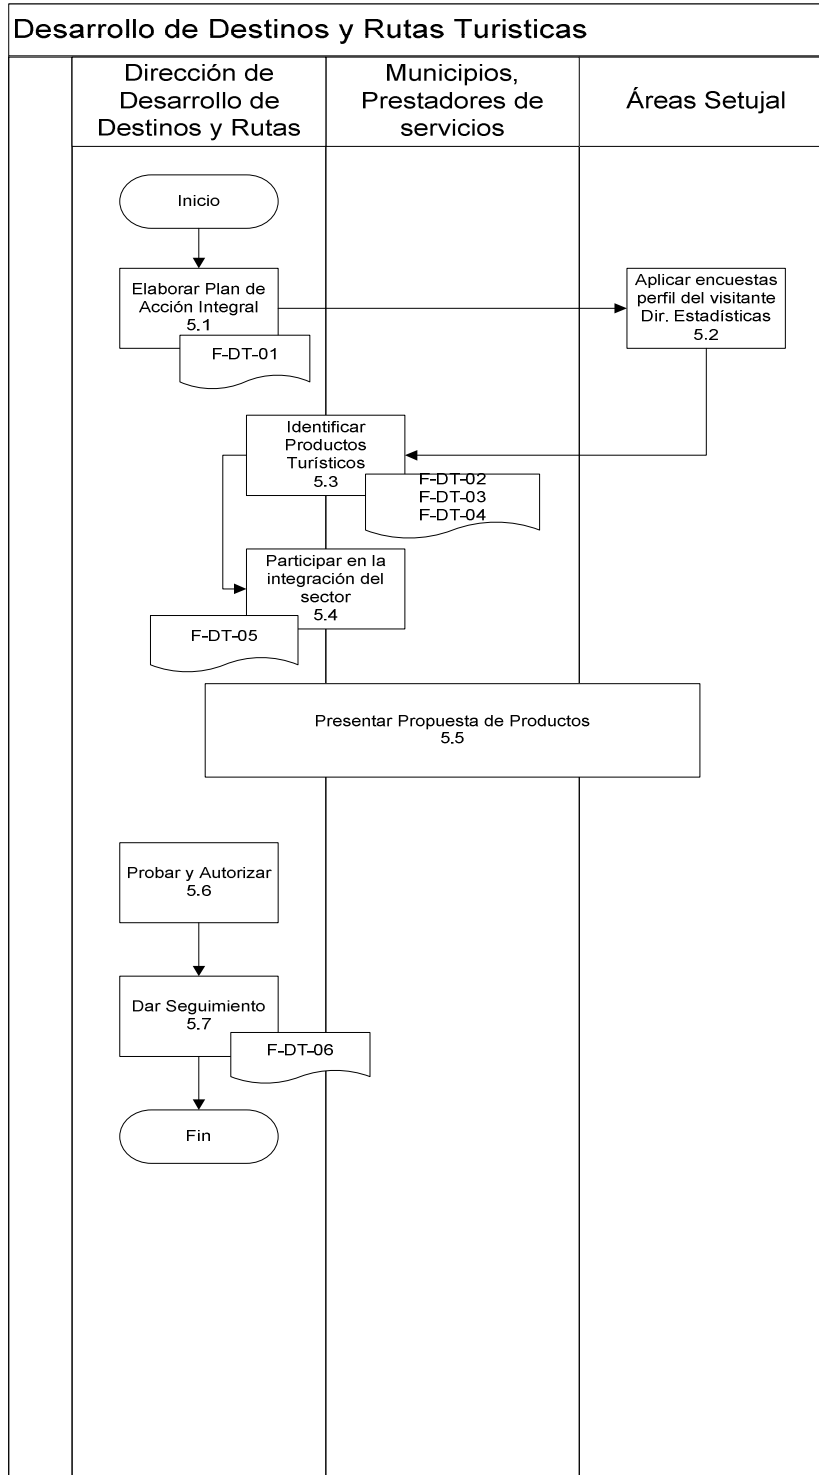 Desarrollo de Destinos y Rutas Turisticas
Dirección de
Desarrollo de
Destinos y Rutas
Municipios,
Prestadores de
servicios
Áreas Setujal
Inicio
Elaborar Plan de
Acción Integral
5.1
F-DT-01
Aplicar encuestas
perfil del visitante
Dir. Estadísticas
5.2
Identificar
Productos
Turísticos
5.3
F-DT-02
F-DT-03
F-DT-04
Participar en la
integración del
sector
5.4
F-DT-05
Presentar Propuesta de Productos
5.5
Probar y Autorizar
5.6
Dar Seguimiento
5.7
F-DT-06
Fin